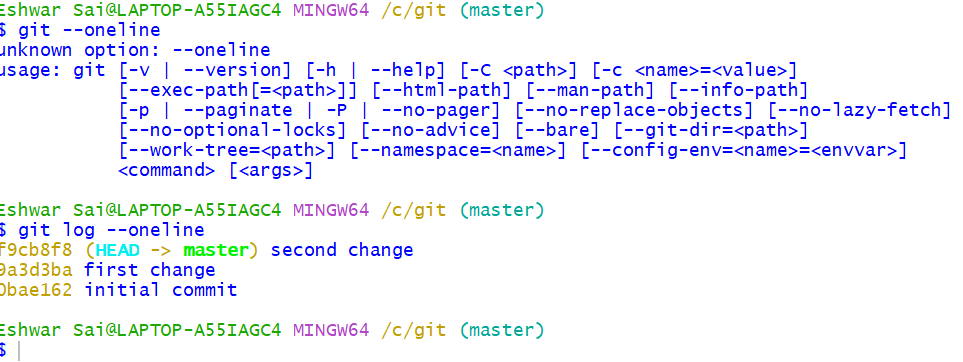 Eshwar Sai@LAPTOP-A55IAGC4 MINGW64 /c/git (master)
$ git --oneline
unknown option: --oneline
usage: git [-v | --version] [-h | --help] [-C <path>] [-c <name>=<value>]
[--exec-path[=<path>]] [--html-path] [--man-path] [--info-path]
[-p | --paginate | -P | --no-pager] [--no-replace-objects] [--no-lazy-fetch]
[--no-optional-locks] [--no-advice] [--bare] [--git-dir=<path>]
[--work-tree=<path>] [--namespace=<name>] [--config-env=<name>=<envvar>]
<command> [<args>]
Eshwar Sai@LAPTOP-A55IAGC4 MINGW64 /c/git (master)
$ git log --oneline
f9cb8f8 (HEAD -> master) second change
9a3d3ba first change
0bae162 initial commit
Eshwar Sai@LAPTOP-A55IAGC4 MINGW64 /c/git (master)
$